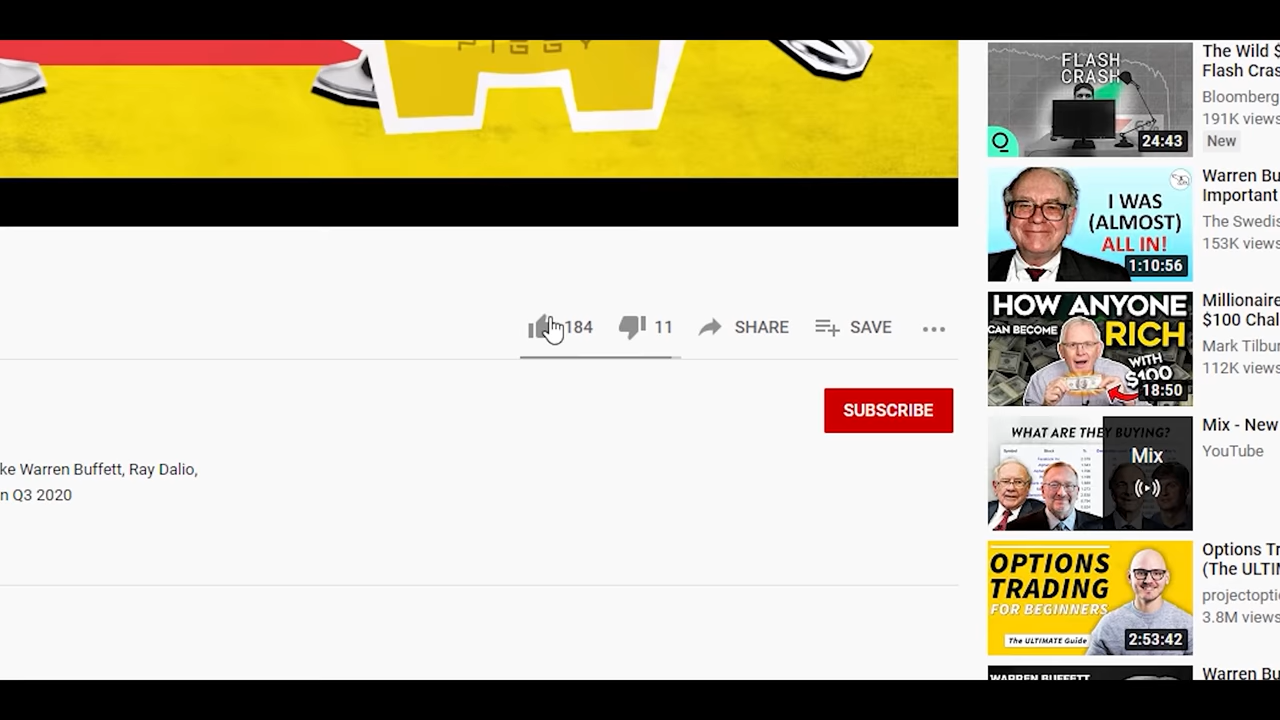 PIGGY
184
11
SHARE
SAVE
SUBSCRIBE
ke Warren Buffett, Ray Dalio,
n Q3 2020
FLASH
CRASH
24:43
The Wild $
Flash Cras
Bloomberg
191K views
New
I WAS
(ALMOST)
ALL IN!
1:10:56
Warren Bu
Important
The Swedis
153K views
HOW ANYONE
CAN BECOME
RICH
WITH
$100
18:50
Millionaire
$100 Chal
Mark Tilbur
112K views
WHAT ARE THEY BUYING?
Mix
Mix - New
YouTube
OPTIONS
TRADING
FOR BEGINNERS
The ULTIMATE Guide
2:53:42
Options Tr
(The ULTIM
projectoptic
3.8M views
WARREN BUFFETT
Warren Bu